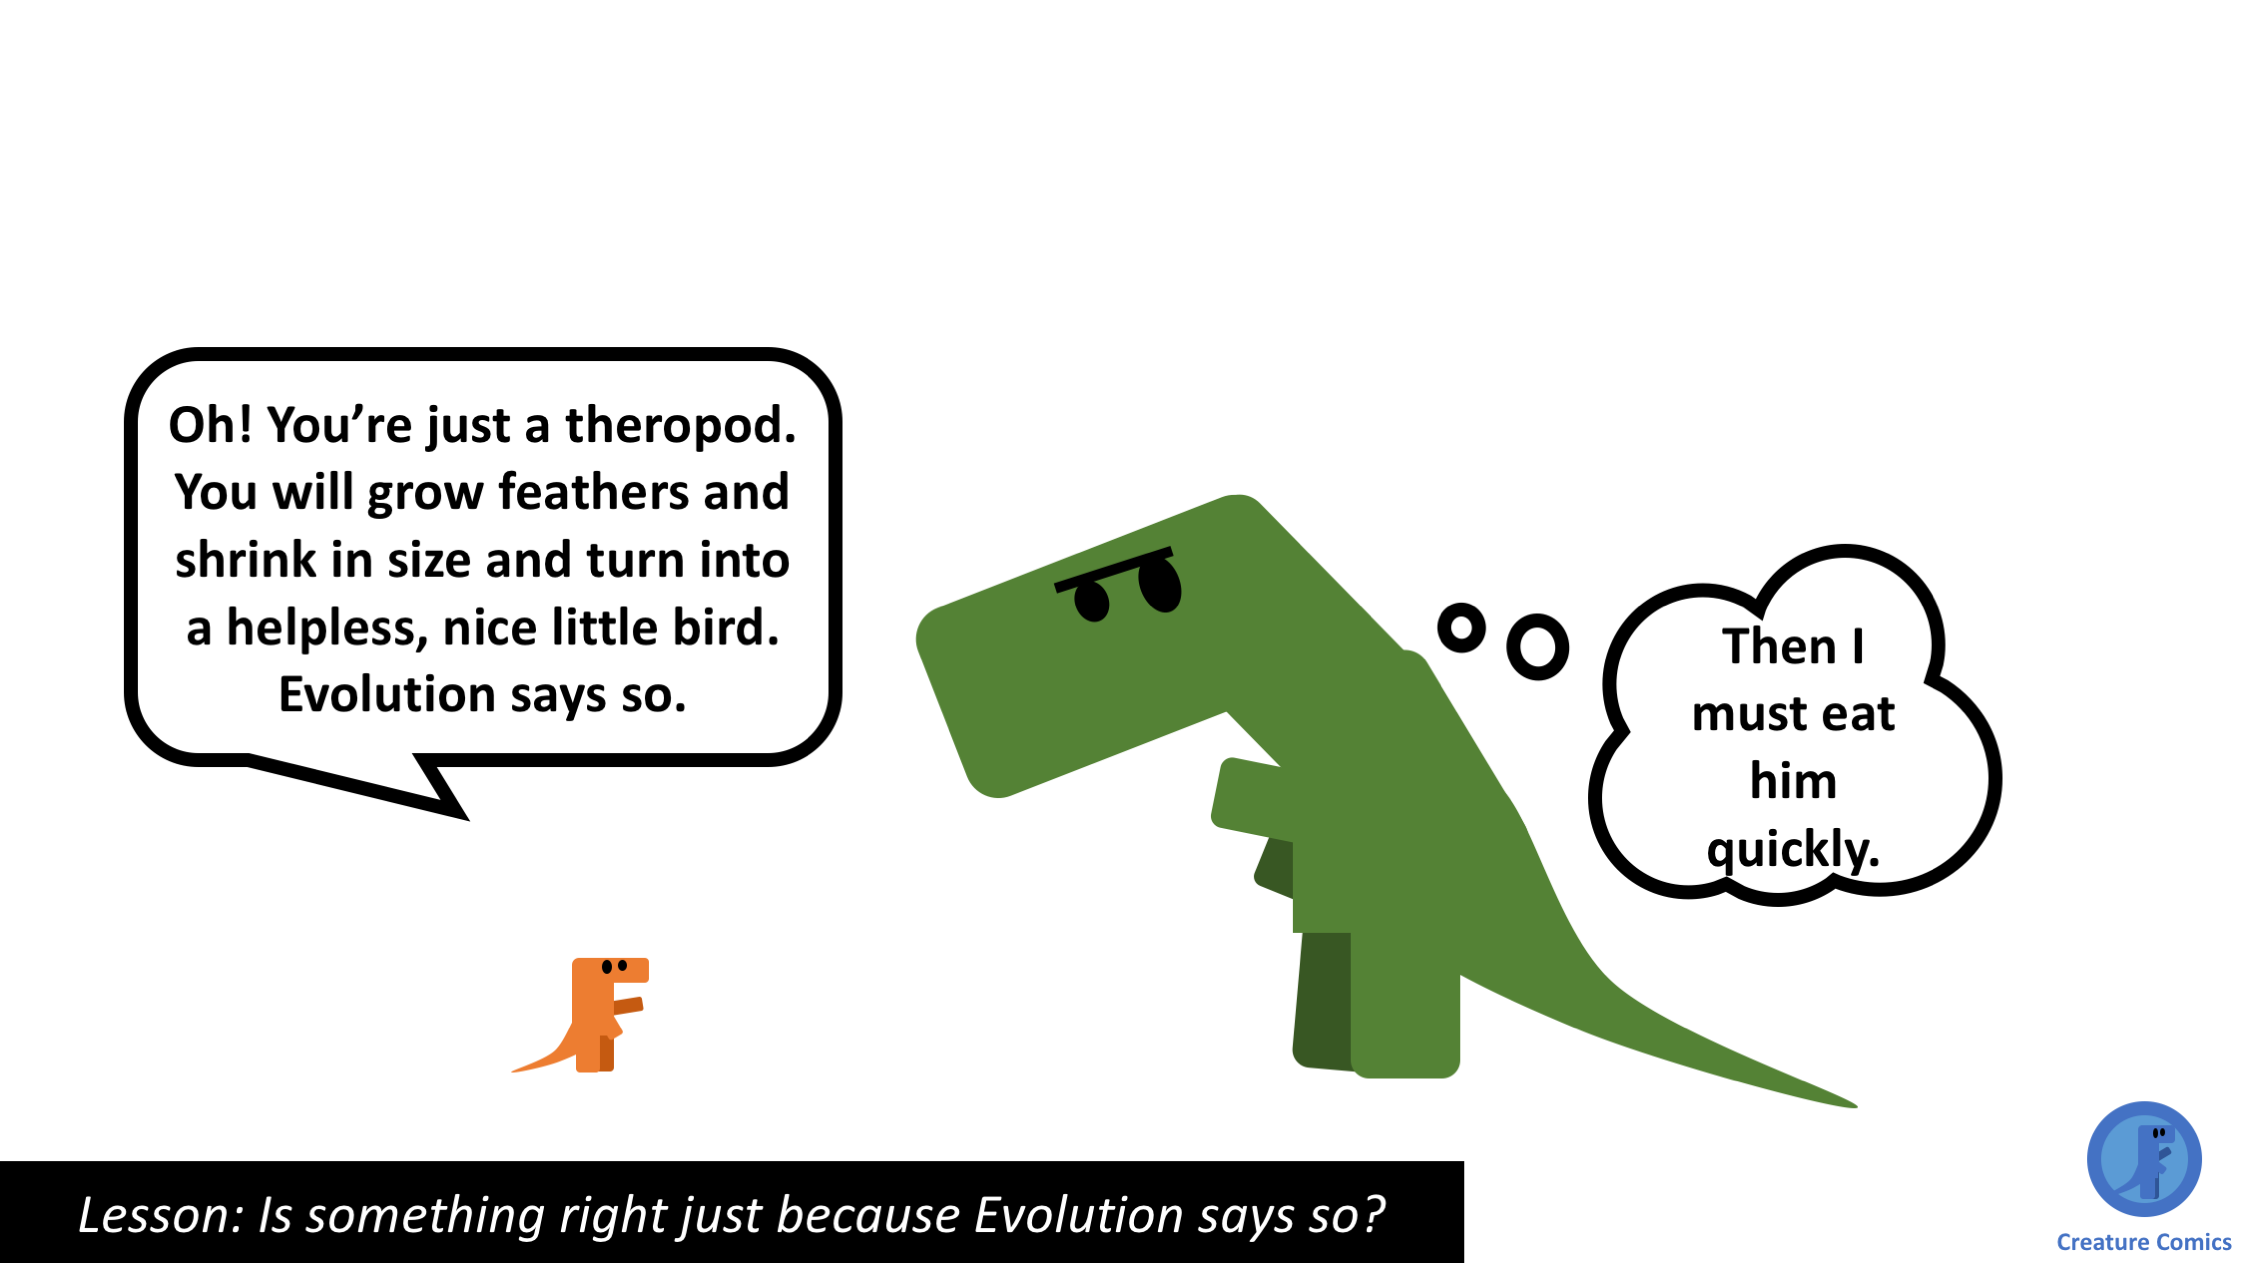 Oh! You’re just a theropod.
You will grow feathers and
shrink in size and turn into
a helpless, nice little bird.
Evolution says so.
Then I
must eat
him
quickly.
Lesson: Is something right just because Evolution says so?
Creature Comics